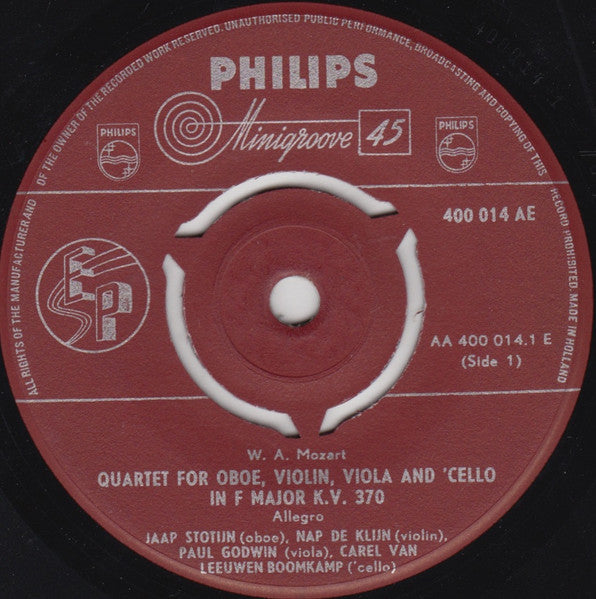 ALL RIGHTS OF THE MANUFACTURER AND OF THE OWNER OF THE RECORDED WORK RESERVED. UNAUTHORISED PUBLIC PERFORMANCE, BROADCASTING AND COPYING OF THIS RECORD PROHIBITED. MADE IN HOLLAND
PHILIPS
Minigroove 45
PHILIPS
PHILIPS
400 014 AE
EP
AA 400 014.1 E
(Side 1)
W. A. Mozart
QUARTET FOR OBOE, VIOLIN, VIOLA AND 'CELLO
IN F MAJOR K.V. 370
Allegro
JAAP STOTIJN (oboe), NAP DE KLIJN (violin),
PAUL GODWIN (viola), CAREL VAN
LEEUWEN BOOMKAMP ('cello)